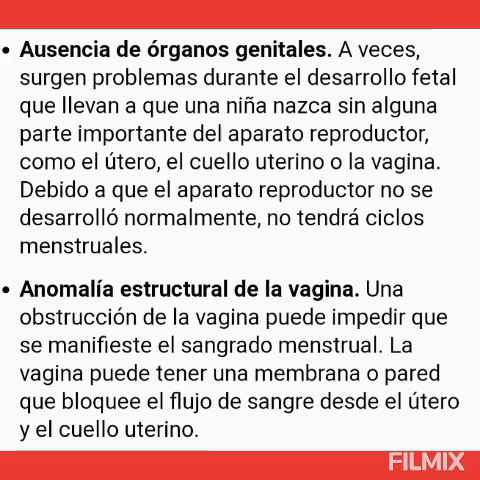 • Ausencia de órganos genitales. A veces,
surgen problemas durante el desarrollo fetal
que llevan a que una niña nazca sin alguna
parte importante del aparato reproductor,
como el útero, el cuello uterino o la vagina.
Debido a que el aparato reproductor no se
desarrolló normalmente, no tendrá ciclos
menstruales.
• Anomalía estructural de la vagina. Una
obstrucción de la vagina puede impedir que
se manifieste el sangrado menstrual. La
vagina puede tener una membrana o pared
que bloquee el flujo de sangre desde el útero
y el cuello uterino.
FILMIX